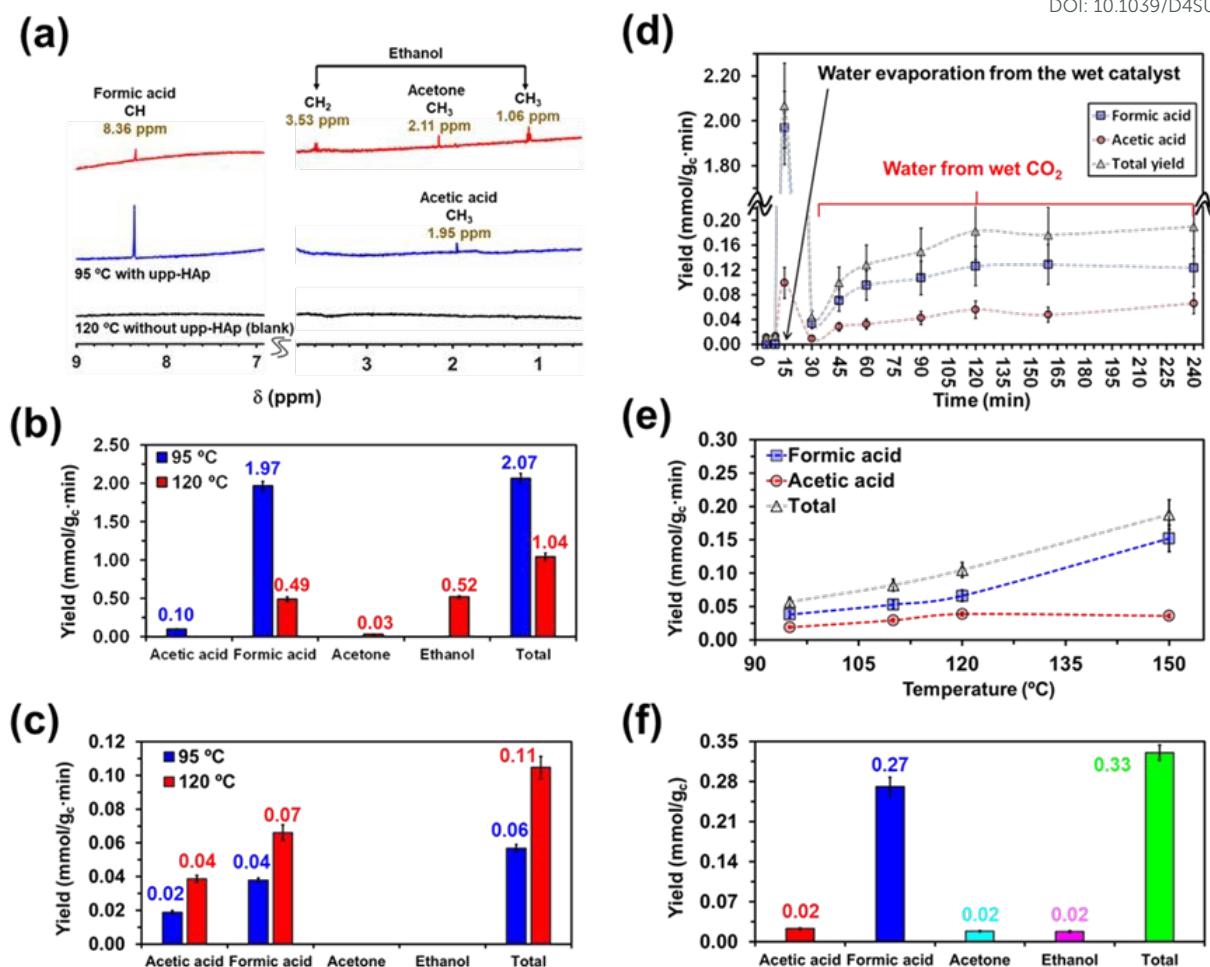 DOI: 10.1039/D4SU
(a)
Ethanol
Formic acid
CH
8.36 ppm
CH2
3.53 ppm
Acetone
CH3
2.11 ppm
CH3
1.06 ppm
Acetic acid
CH3
1.95 ppm
95 ºC with upp-HAp
120 ºC without upp-HAp (blank)
9 8 7 3 2 1
δ (ppm)
(b)
Yield (mmol/gc·min)
2.50
2.00
1.50
1.00
0.50
0.00
95 ºC
120 ºC
0.10
1.97
0.49
0.03
0.52
2.07
1.04
Acetic acid Formic acid Acetone Ethanol Total
(c)
Yield (mmol/gc·min)
0.12
0.10
0.08
0.06
0.04
0.02
0.00
95 ºC
120 ºC
0.02
0.04
0.04
0.07
0.06
0.11
Acetic acid Formic acid Acetone Ethanol Total
(d)
Yield (mmol/gc·min)
2.20
2.00
1.80
0.20
0.16
0.12
0.08
0.04
0.00
Water evaporation from the wet catalyst
Formic acid
Acetic acid
Total yield
Water from wet CO2
0 15 30 45 60 75 90 105 120 135 150 165 180 195 210 225 240
Time (min)
(e)
Yield (mmol/gc·min)
0.30
0.25
0.20
0.15
0.10
0.05
0.00
Formic acid
Acetic acid
Total
90 105 120 135 150
Temperature (ºC)
(f)
Yield (mmol/gc)
0.35
0.28
0.21
0.14
0.07
0.00
0.02
0.27
0.02
0.02
0.33
Acetic acid Formic acid Acetone Ethanol Total